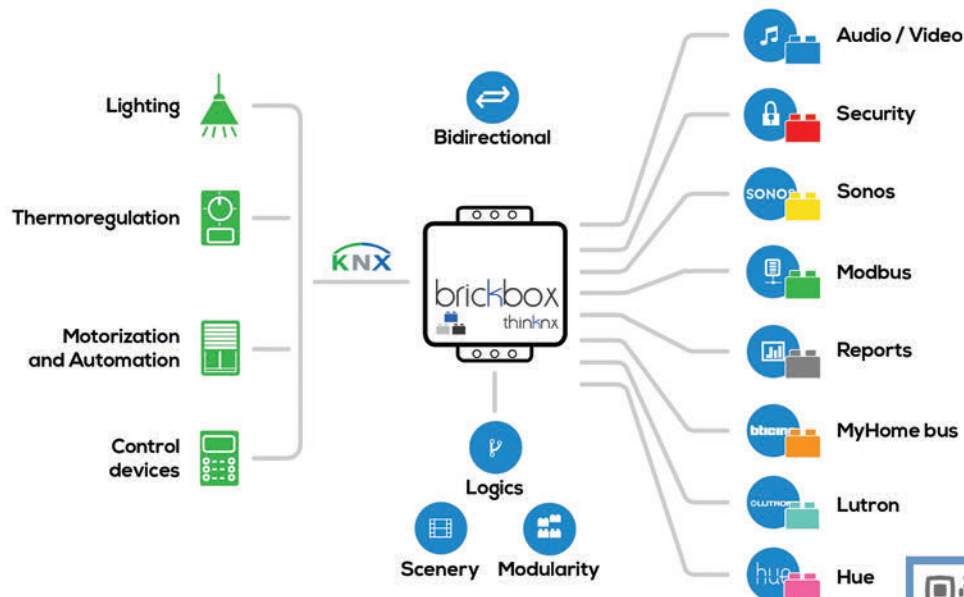 Lighting
Thermoregulation
Motorization
and Automation
Control
devices
KNX
Bidirectional
brickbox
thinknx
Logics
Scenery
Modularity
Audio / Video
Security
SONOS
Sonos
Modbus
Reports
bticino
MyHome bus
LUTRON
Lutron
hue
Hue